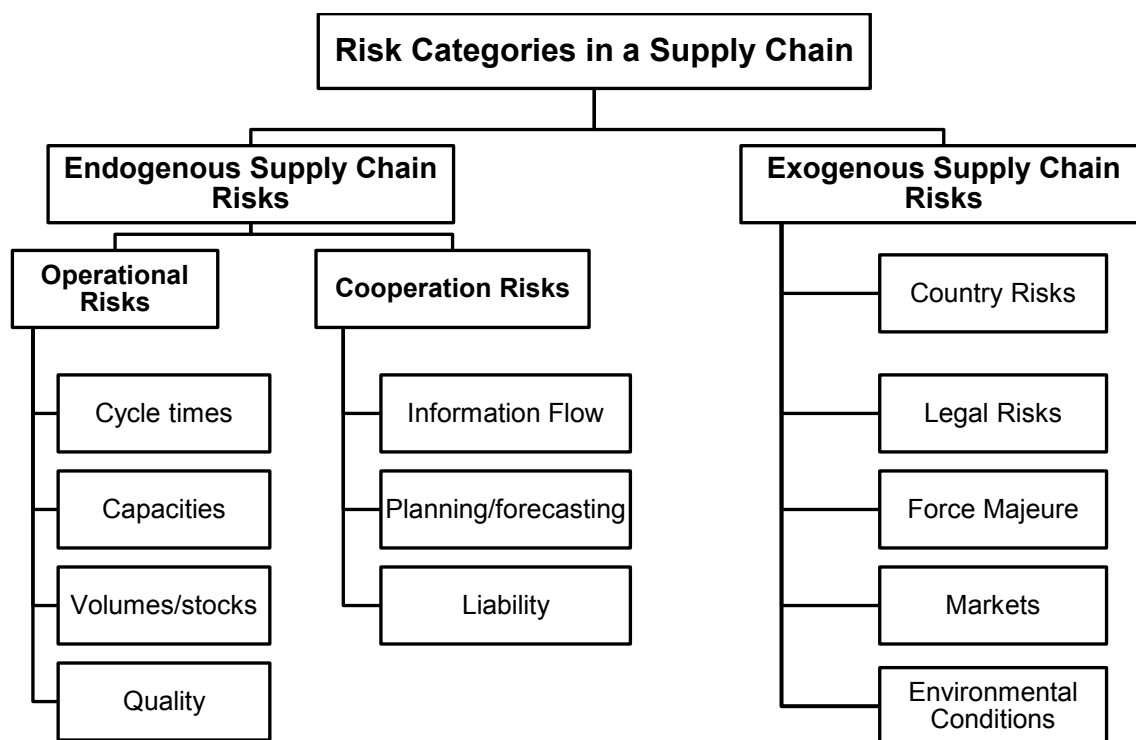 Risk Categories in a Supply Chain
Endogenous Supply Chain
Risks
Exogenous Supply Chain
Risks
Operational
Risks
Cooperation Risks
Cycle times
Capacities
Volumes/stocks
Quality
Information Flow
Planning/forecasting
Liability
Country Risks
Legal Risks
Force Majeure
Markets
Environmental
Conditions